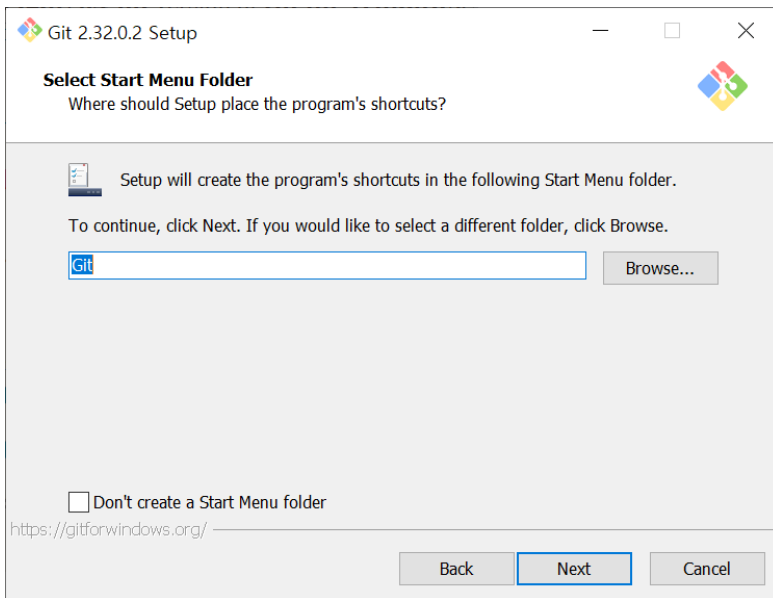 Git 2.32.0.2 Setup
Select Start Menu Folder
Where should Setup place the program's shortcuts?
Setup will create the program's shortcuts in the following Start Menu folder.
To continue, click Next. If you would like to select a different folder, click Browse.
Git
Browse...
Don't create a Start Menu folder
https://gitforwindows.org/
Back
Next
Cancel